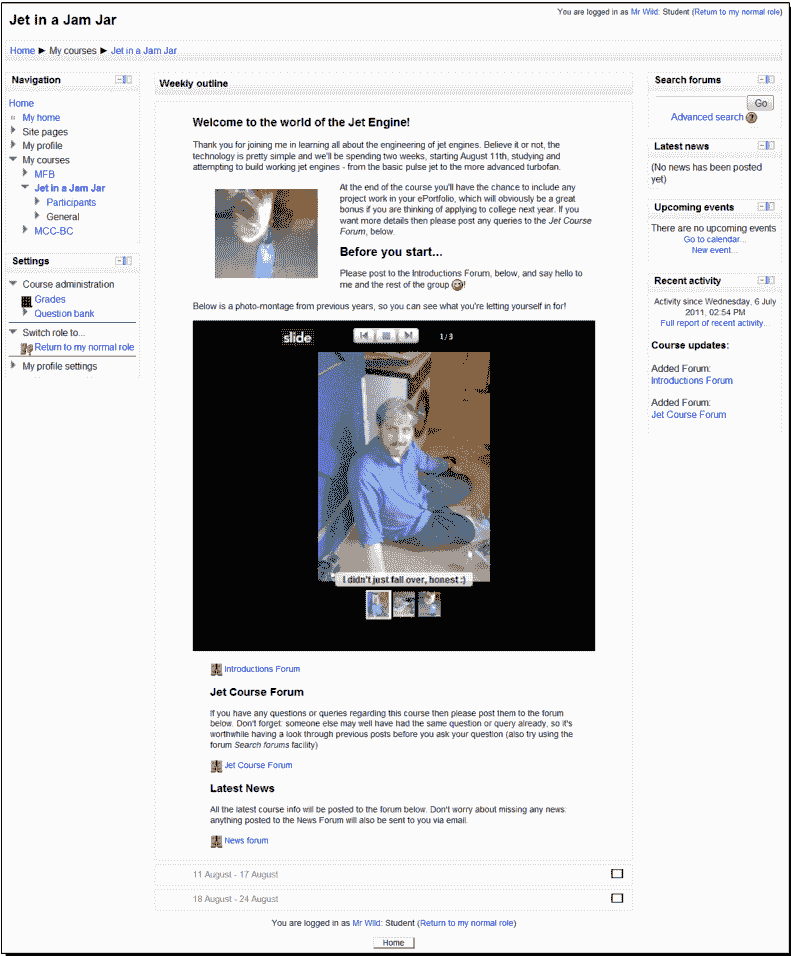 Jet in a Jam Jar
You are logged in as Mr Wild: Student (Return to my normal role)
Home ► My courses ► Jet in a Jam Jar
Navigation
Home
My home
Site pages
My profile
My courses
MFB
Jet in a Jam Jar
Participants
General
MCC-BC
Settings
Course administration
Grades
Question bank
Switch role to...
Return to my normal role
My profile settings
Weekly outline
Welcome to the world of the Jet Engine!
Thank you for joining me in learning all about the engineering of jet engines. Believe it or not, the
technology is pretty simple and we'll be spending two weeks, starting August 11th, studying and
attempting to build working jet engines - from the basic pulse jet to the more advanced turbofan.
At the end of the course you'll have the chance to include any
project work in your ePortfolio, which will obviously be a great
bonus if you are thinking of applying to college next year. If you
want more details then please post any queries to the Jet Course
Forum, below.
Before you start...
Please post to the Introductions Forum, below, and say hello to
me and the rest of the group !
Below is a photo-montage from previous years, so you can see what you're letting yourself in for!
slide
1 / 3
I didn't just fall over, honest :)
Introductions Forum
Jet Course Forum
If you have any questions or queries regarding this course then please post them to the forum
below. Don't forget: someone else may well have had the same question or query already, so it's
worthwhile having a look through previous posts before you ask your question (also try using the
forum Search forums facility)
Jet Course Forum
Latest News
All the latest course info will be posted to the forum below. Don't worry about missing any news:
anything posted to the News Forum will also be sent to you via email.
News forum
11 August - 17 August
18 August - 24 August
Search forums
Go
Advanced search ?
Latest news
(No news has been posted
yet)
Upcoming events
There are no upcoming events
Go to calendar...
New event...
Recent activity
Activity since Wednesday, 6 July
2011, 02:54 PM
Full report of recent activity...
Course updates:
Added Forum:
Introductions Forum
Added Forum:
Jet Course Forum
You are logged in as Mr Wild: Student (Return to my normal role)
Home